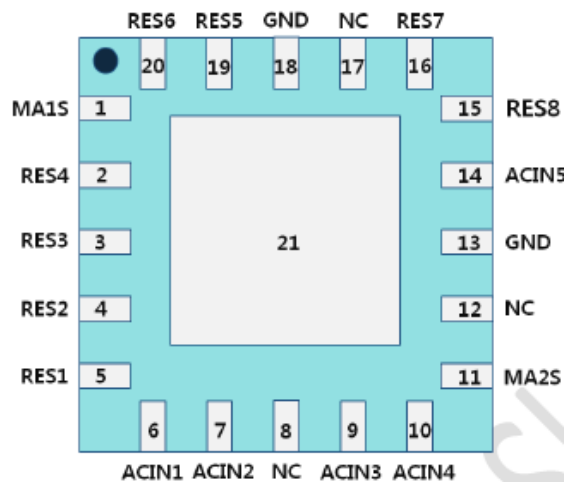 RES6 RES5 GND NC RES7
20 19 18 17 16
MA1S 1 15 RES8
RES4 2 14 ACIN5
RES3 3 21 13 GND
RES2 4 12 NC
RES1 5 11 MA2S
6 7 8 9 10
ACIN1 ACIN2 NC ACIN3 ACIN4